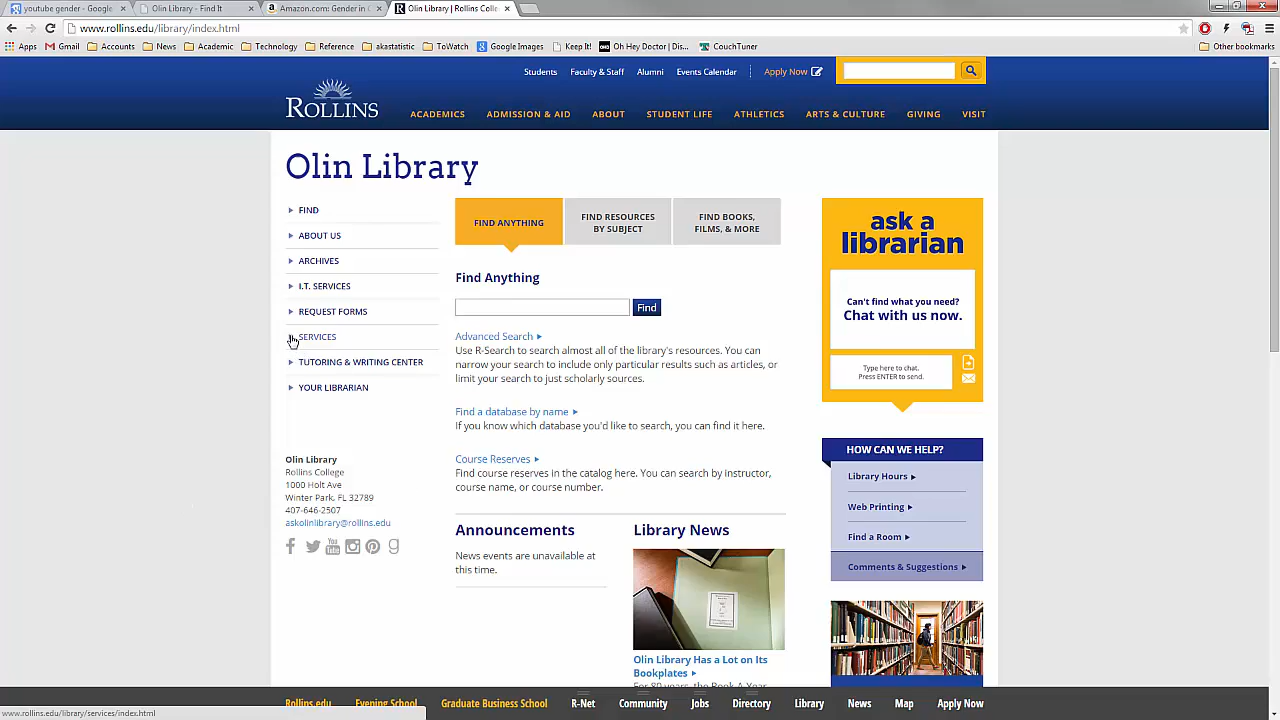 youtube gender - Google
Olin Library - Find It
Amazon.com: Gender in C
Olin Library | Rollins Colle
www.rollins.edu/library/index.html
Apps
Gmail
Accounts
News
Academic
Technology
Reference
akastatistic
ToWatch
Google Images
Keep It!
Oh Hey Doctor | Dis...
CouchTuner
Other bookmarks
Students
Faculty & Staff
Alumni
Events Calendar
Apply Now
ROLLINS
ACADEMICS
ADMISSION & AID
ABOUT
STUDENT LIFE
ATHLETICS
ARTS & CULTURE
GIVING
VISIT
Olin Library
FIND
ABOUT US
ARCHIVES
I.T. SERVICES
REQUEST FORMS
SERVICES
TUTORING & WRITING CENTER
YOUR LIBRARIAN
Olin Library
Rollins College
1000 Holt Ave
Winter Park, FL 32789
407-646-2507
askolinlibrary@rollins.edu
FIND ANYTHING
FIND RESOURCES
BY SUBJECT
FIND BOOKS,
FILMS, & MORE
Find Anything
Find
Advanced Search
Use R-Search to search almost all of the library's resources. You can
narrow your search to include only particular results such as articles, or
limit your search to just scholarly sources.
Find a database by name
If you know which database you'd like to search, you can find it here.
Course Reserves
Find course reserves in the catalog here. You can search by instructor,
course name, or course number.
Announcements
News events are unavailable at
this time.
Library News
Olin Library Has a Lot on Its
Bookplates
For 80 years, the Book-A-Year
ask a
librarian
Can't find what you need?
Chat with us now.
Type here to chat.
Press ENTER to send.
HOW CAN WE HELP?
Library Hours
Web Printing
Find a Room
Comments & Suggestions
Rollins.edu
Evening School
Graduate Business School
R-Net
Community
Jobs
Directory
Library
News
Map
Apply Now
www.rollins.edu/library/services/index.html